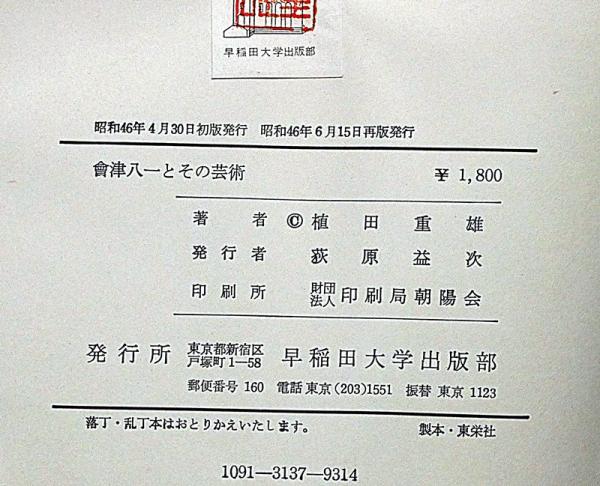 早稲田大学出版部
昭和46年4月30日初版発行 昭和46年6月15日再版発行
會津八一とその芸術 ¥ 1,800
著者 ©植田重雄
発行者 荻原益次
印刷所 財団法人 印刷局朝陽会
発行所 東京都新宿区戸塚町1―58 早稲田大学出版部
郵便番号 160 電話 東京 (203) 1551 振替 東京 1123
落丁・乱丁本はおとりかえいたします。 製本・東栄社
1091―3137―9314